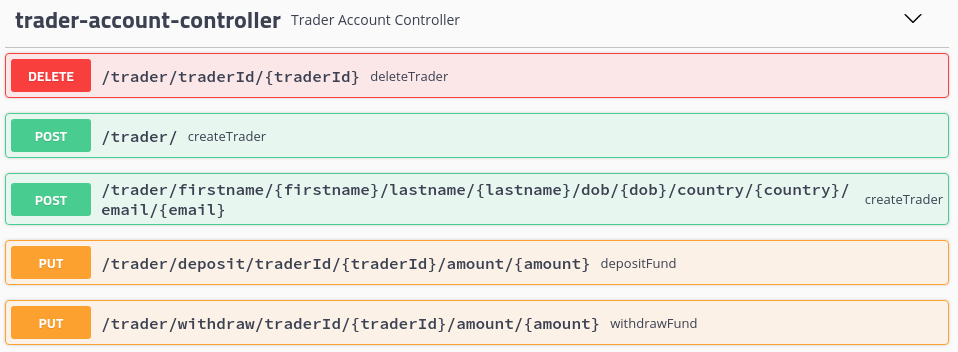 trader-account-controller Trader Account Controller
DELETE /trader/traderId/{traderId} deleteTrader
POST /trader/ createTrader
POST /trader/firstname/{firstname}/lastname/{lastname}/dob/{dob}/country/{country}/
email/{email} createTrader
PUT /trader/deposit/traderId/{traderId}/amount/{amount} depositFund
PUT /trader/withdraw/traderId/{traderId}/amount/{amount} withdrawFund